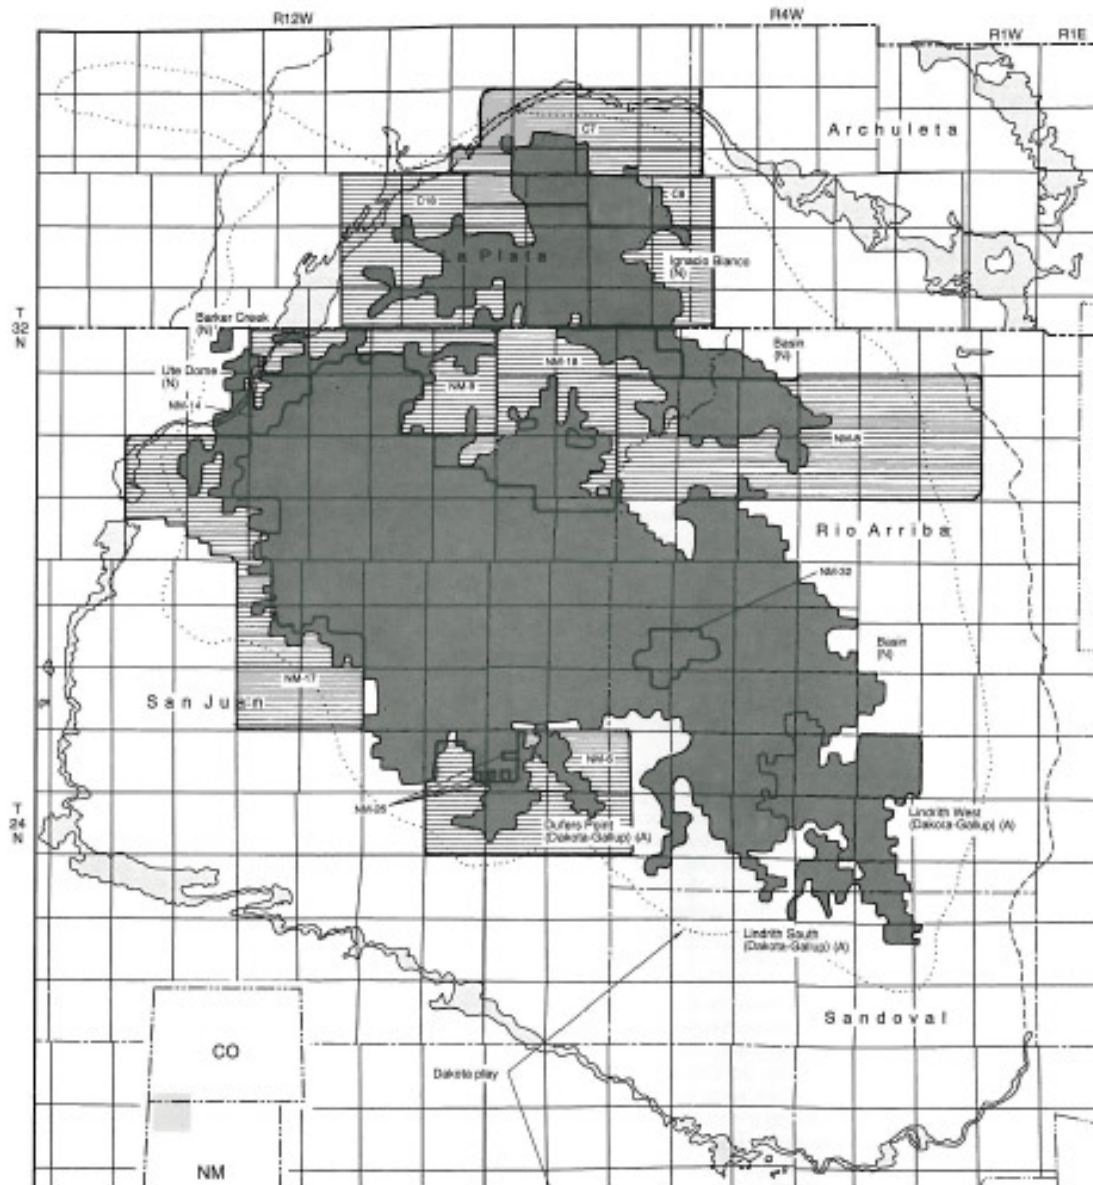 R12W
R4W
R1W
R1E
Archuleta
C7
C8
La Plata
Ignacio Blanco
(N)
T
32
N
Barker Creek
(N)
Ute Dome
(N)
NM-14
NM-9
NM-18
Basin
(N)
NM-8
Rio Arriba
NM-32
Basin
(N)
San Juan
NM-17
NM-5
NM-25
T
24
N
Dufers Point
(Dakota-Gallup) (A)
Lindrith West
(Dakota-Gallup) (A)
Lindrith South
(Dakota-Gallup) (A)
Sandoval
CO
Dakota play
NM